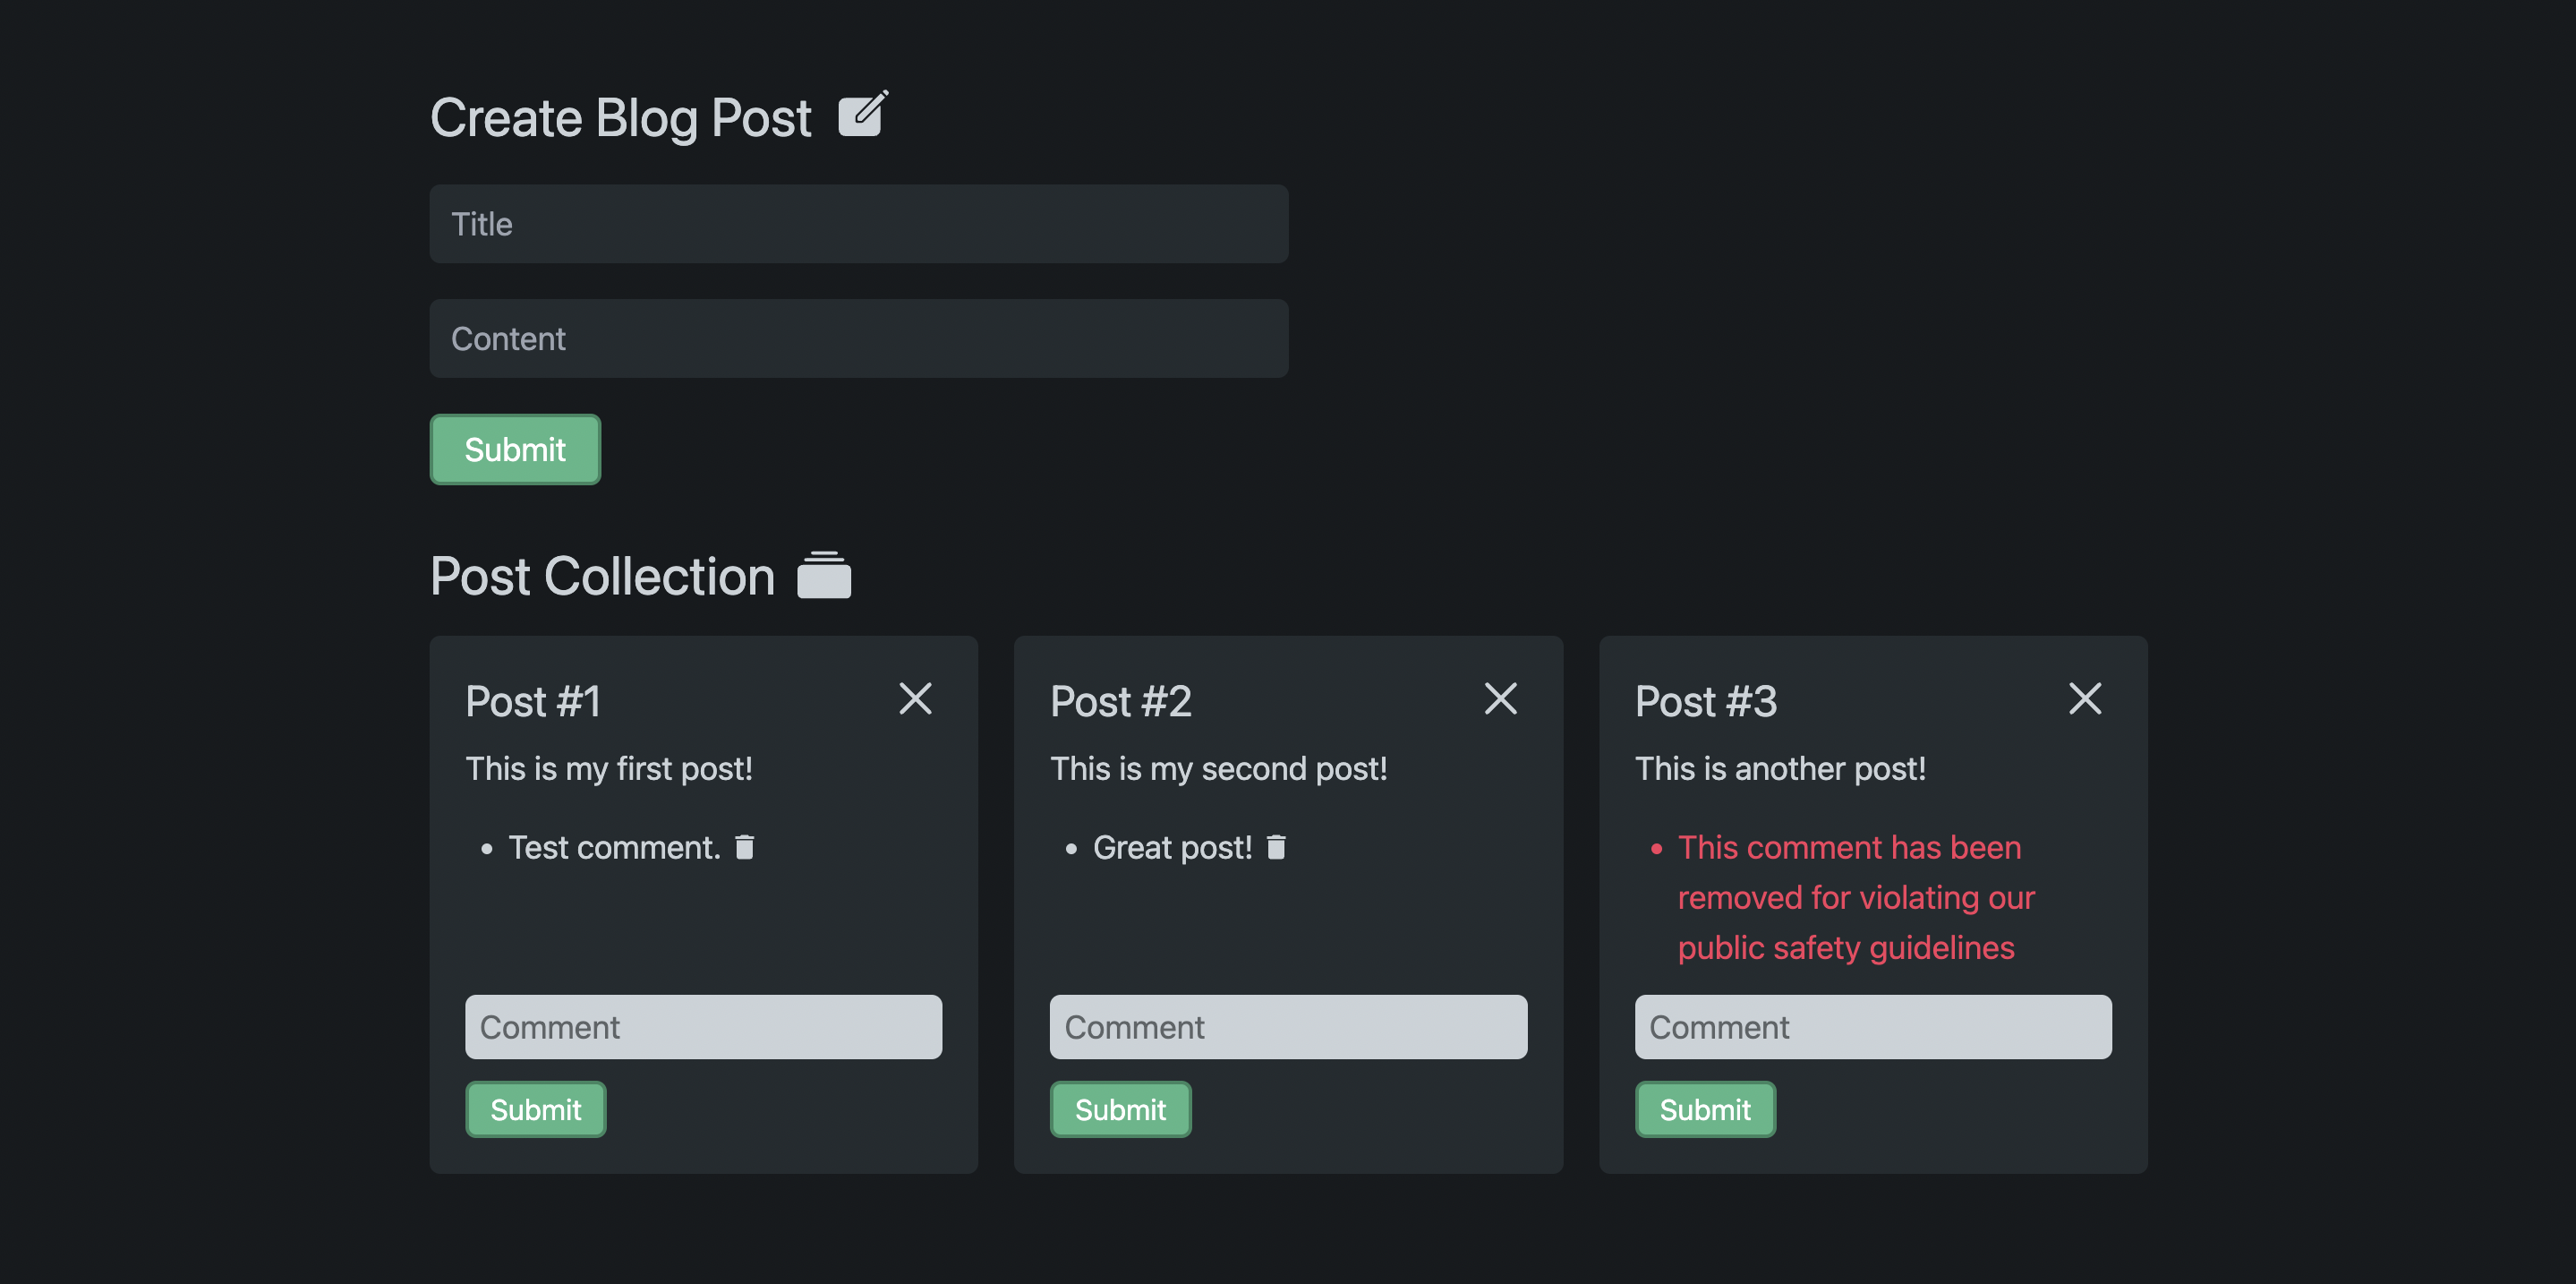 Create Blog Post
Title
Content
Submit
Post Collection
Post #1
This is my first post!
Test comment.
Comment
Submit
Post #2
This is my second post!
Great post!
Comment
Submit
Post #3
This is another post!
This comment has been
removed for violating our
public safety guidelines
Comment
Submit